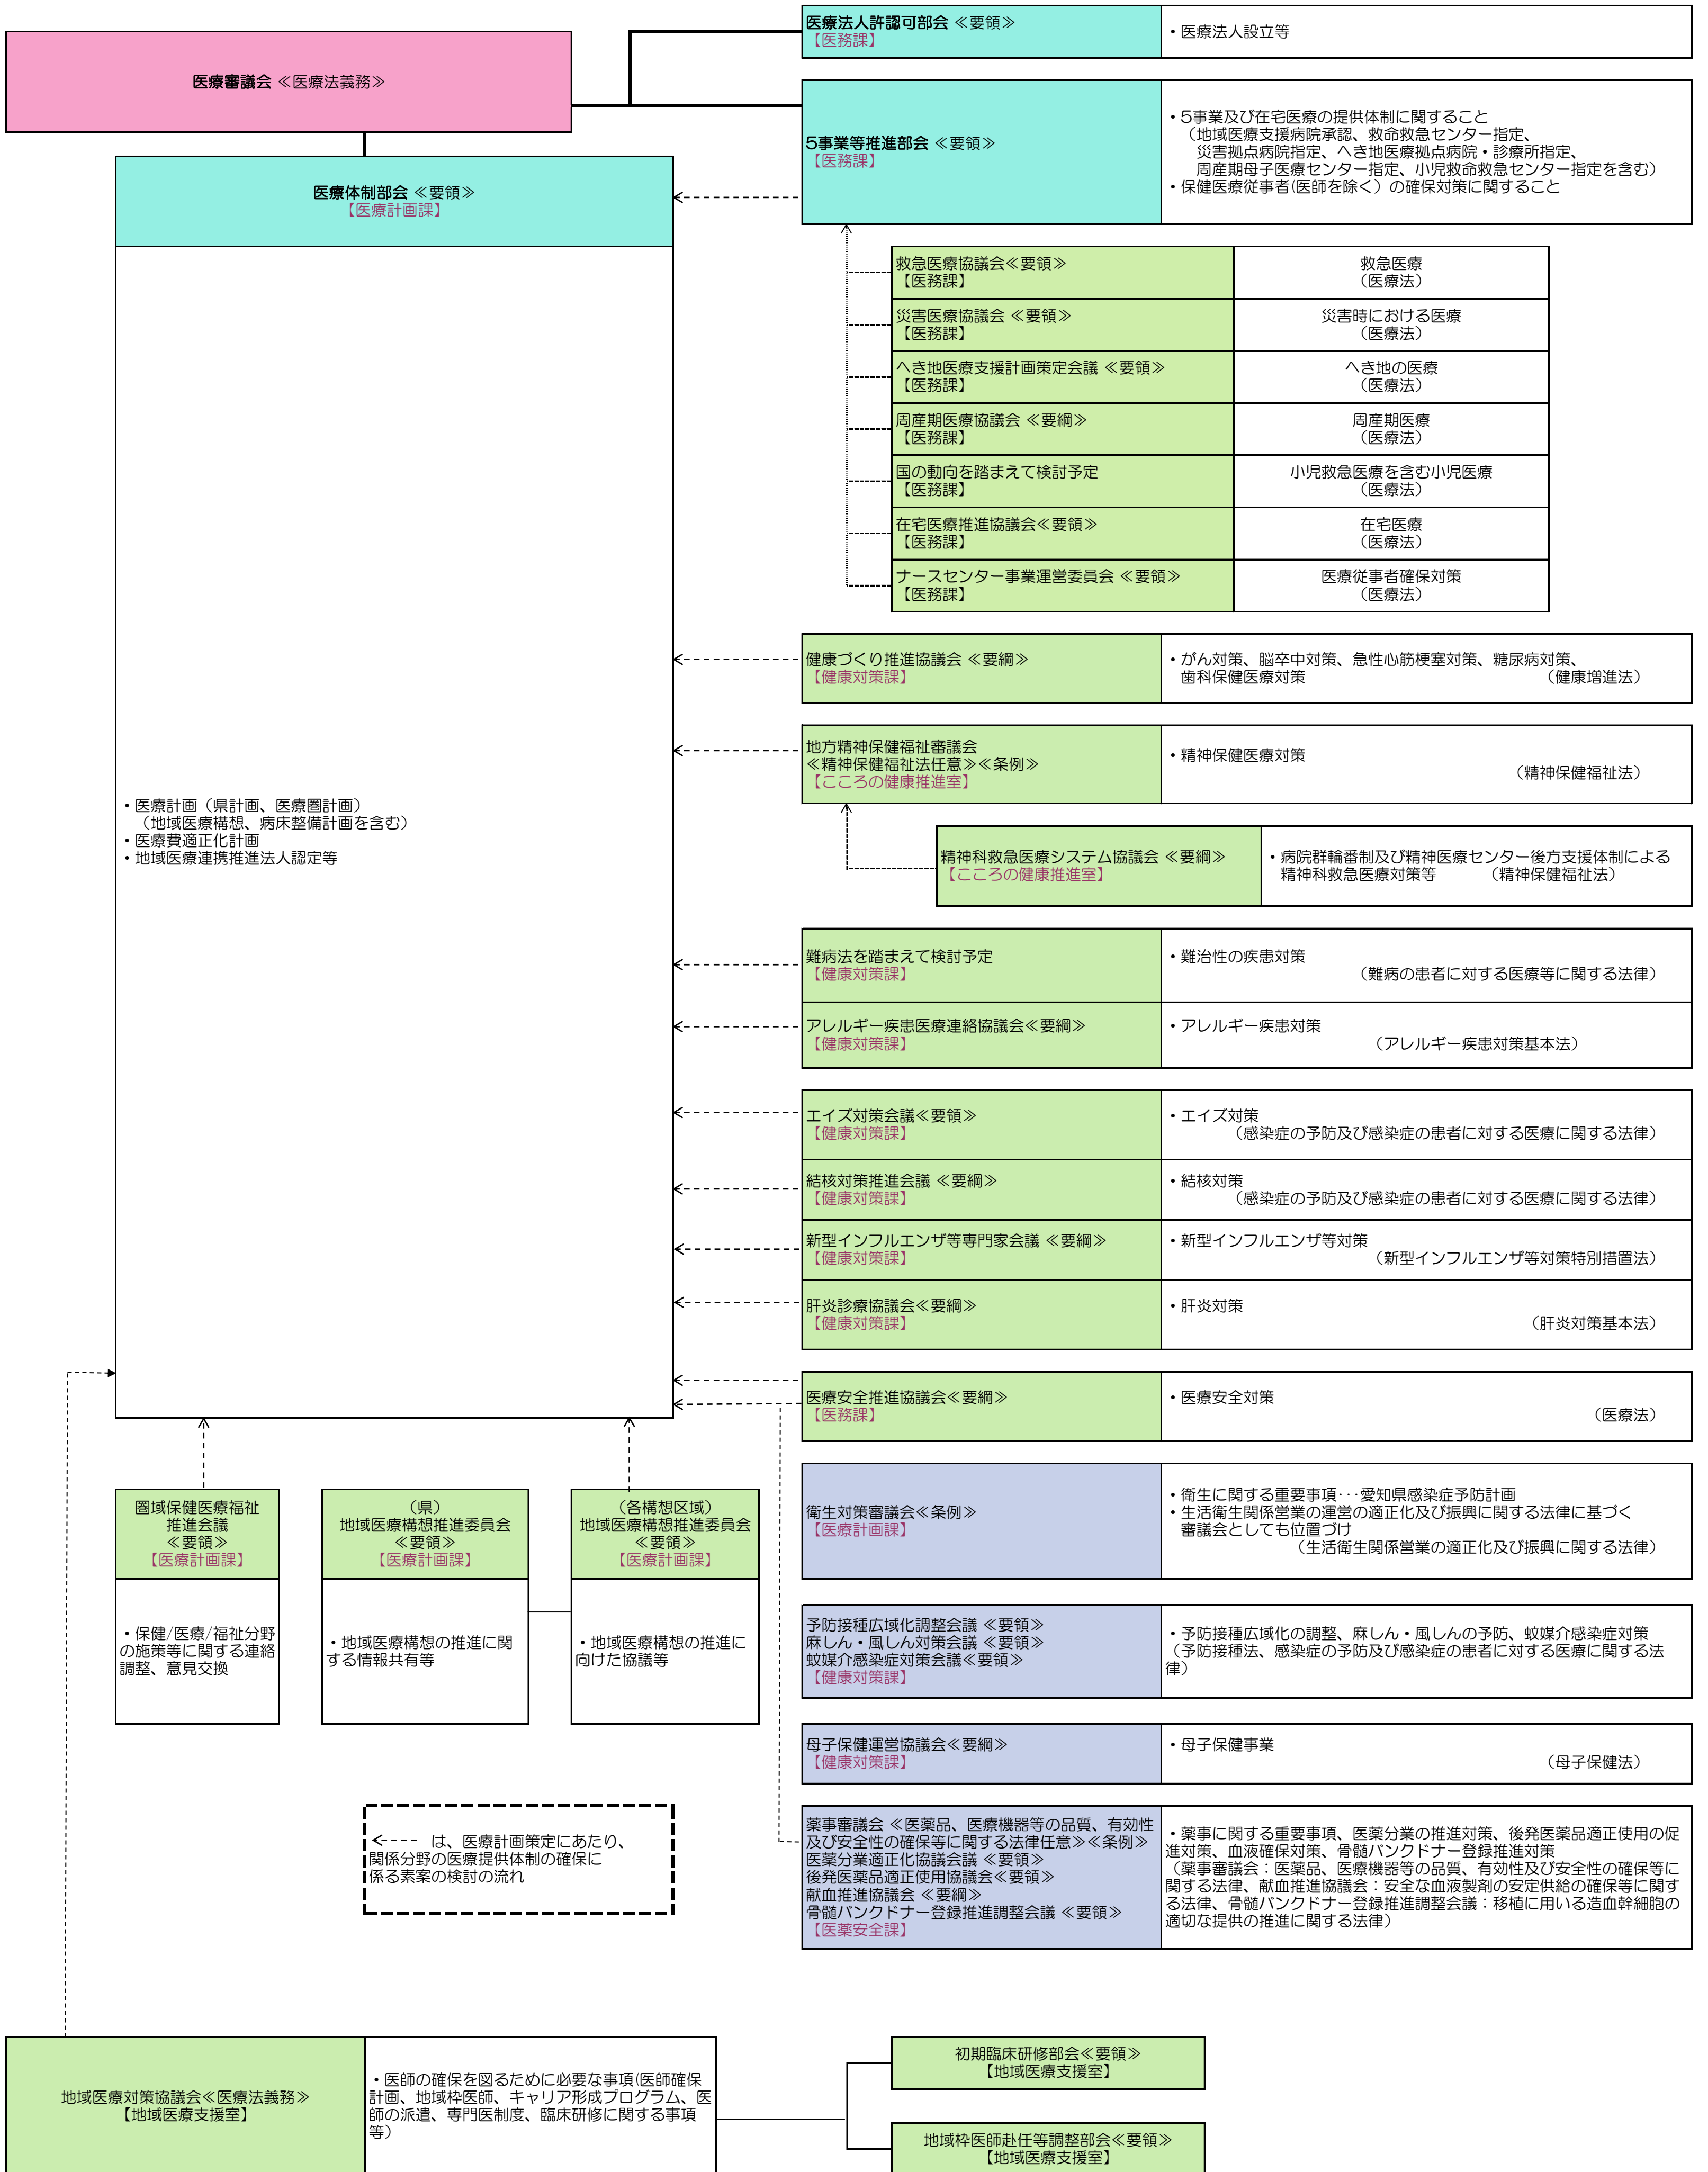 医療法人許認可部会 ≪要領≫
【医務課】
・医療法人設立等
医療審議会 ≪医療法義務≫
5事業等推進部会 ≪要領≫
【医務課】
・5事業及び在宅医療の提供体制に関すること
（地域医療支援病院承認、救命救急センター指定、
災害拠点病院指定、へき地医療拠点病院・診療所指定、
周産期母子医療センター指定、小児救命救急センター指定を含む）
・保健医療従事者(医師を除く）の確保対策に関すること
医療体制部会 ≪要領≫
【医療計画課】
・医療計画（県計画、医療圏計画）
（地域医療構想、病床整備計画を含む）
・医療費適正化計画
・地域医療連携推進法人認定等
救急医療協議会≪要領≫
【医務課】
救急医療
（医療法）
災害医療協議会 ≪要領≫
【医務課】
災害時における医療
（医療法）
へき地医療支援計画策定会議 ≪要領≫
【医務課】
へき地の医療
（医療法）
周産期医療協議会 ≪要綱≫
【医務課】
周産期医療
（医療法）
国の動向を踏まえて検討予定
【医務課】
小児救急医療を含む小児医療
（医療法）
在宅医療推進協議会≪要領≫
【医務課】
在宅医療
（医療法）
ナースセンター事業運営委員会 ≪要領≫
【医務課】
医療従事者確保対策
（医療法）
健康づくり推進協議会 ≪要綱≫
【健康対策課】
・がん対策、脳卒中対策、急性心筋梗塞対策、糖尿病対策、
歯科保健医療対策 （健康増進法）
地方精神保健福祉審議会
≪精神保健福祉法任意≫≪条例≫
【こころの健康推進室】
・精神保健医療対策
（精神保健福祉法）
精神科救急医療システム協議会 ≪要綱≫
【こころの健康推進室】
・病院群輪番制及び精神医療センター後方支援体制による
精神科救急医療対策等 （精神保健福祉法）
難病法を踏まえて検討予定
【健康対策課】
・難治性の疾患対策
（難病の患者に対する医療等に関する法律）
アレルギー疾患医療連絡協議会≪要綱≫
【健康対策課】
・アレルギー疾患対策
（アレルギー疾患対策基本法）
エイズ対策会議≪要領≫
【健康対策課】
・エイズ対策
（感染症の予防及び感染症の患者に対する医療に関する法律）
結核対策推進会議 ≪要綱≫
【健康対策課】
・結核対策
（感染症の予防及び感染症の患者に対する医療に関する法律）
新型インフルエンザ等専門家会議 ≪要綱≫
【健康対策課】
・新型インフルエンザ等対策
（新型インフルエンザ等対策特別措置法）
肝炎診療協議会≪要綱≫
【健康対策課】
・肝炎対策
（肝炎対策基本法）
医療安全推進協議会≪要綱≫
【医務課】
・医療安全対策
（医療法）
衛生対策審議会≪条例≫
【医療計画課】
・衛生に関する重要事項･･･愛知県感染症予防計画
・生活衛生関係営業の運営の適正化及び振興に関する法律に基づく
審議会としても位置づけ
（生活衛生関係営業の適正化及び振興に関する法律）
圏域保健医療福祉
推進会議
≪要領≫
【医療計画課】
・保健/医療/福祉分野
の施策等に関する連絡
調整、意見交換
（県）
地域医療構想推進委員会
≪要領≫
【医療計画課】
・地域医療構想の推進に関
する情報共有等
（各構想区域）
地域医療構想推進委員会
≪要領≫
【医療計画課】
・地域医療構想の推進に
向けた協議等
予防接種広域化調整会議 ≪要領≫
麻しん・風しん対策会議 ≪要領≫
蚊媒介感染症対策会議≪要領≫
【健康対策課】
・予防接種広域化の調整、麻しん・風しんの予防、蚊媒介感染症対策
（予防接種法、感染症の予防及び感染症の患者に対する医療に関する法
律）
母子保健運営協議会≪要綱≫
【健康対策課】
・母子保健事業
（母子保健法）
は、医療計画策定にあたり、
関係分野の医療提供体制の確保に
係る素案の検討の流れ
薬事審議会 ≪医薬品、医療機器等の品質、有効性
及び安全性の確保等に関する法律任意≫≪条例≫
医薬分業適正化協議会議 ≪要領≫
後発医薬品適正使用協議会≪要領≫
献血推進協議会 ≪要綱≫
骨髄バンクドナー登録推進調整会議 ≪要領≫
【医薬安全課】
・薬事に関する重要事項、医薬分業の推進対策、後発医薬品適正使用の促
進対策、血液確保対策、骨髄バンクドナー登録推進対策
（薬事審議会：医薬品、医療機器等の品質、有効性及び安全性の確保等に
関する法律、献血推進協議会：安全な血液製剤の安定供給の確保等に関す
る法律、骨髄バンクドナー登録推進調整会議：移植に用いる造血幹細胞の
適切な提供の推進に関する法律）
地域医療対策協議会≪医療法義務≫
【地域医療支援室】
・医師の確保を図るために必要な事項(医師確保
計画、地域枠医師、キャリア形成プログラム、医
師の派遣、専門医制度、臨床研修に関する事項
等）
初期臨床研修部会≪要領≫
【地域医療支援室】
地域枠医師赴任等調整部会≪要領≫
【地域医療支援室】